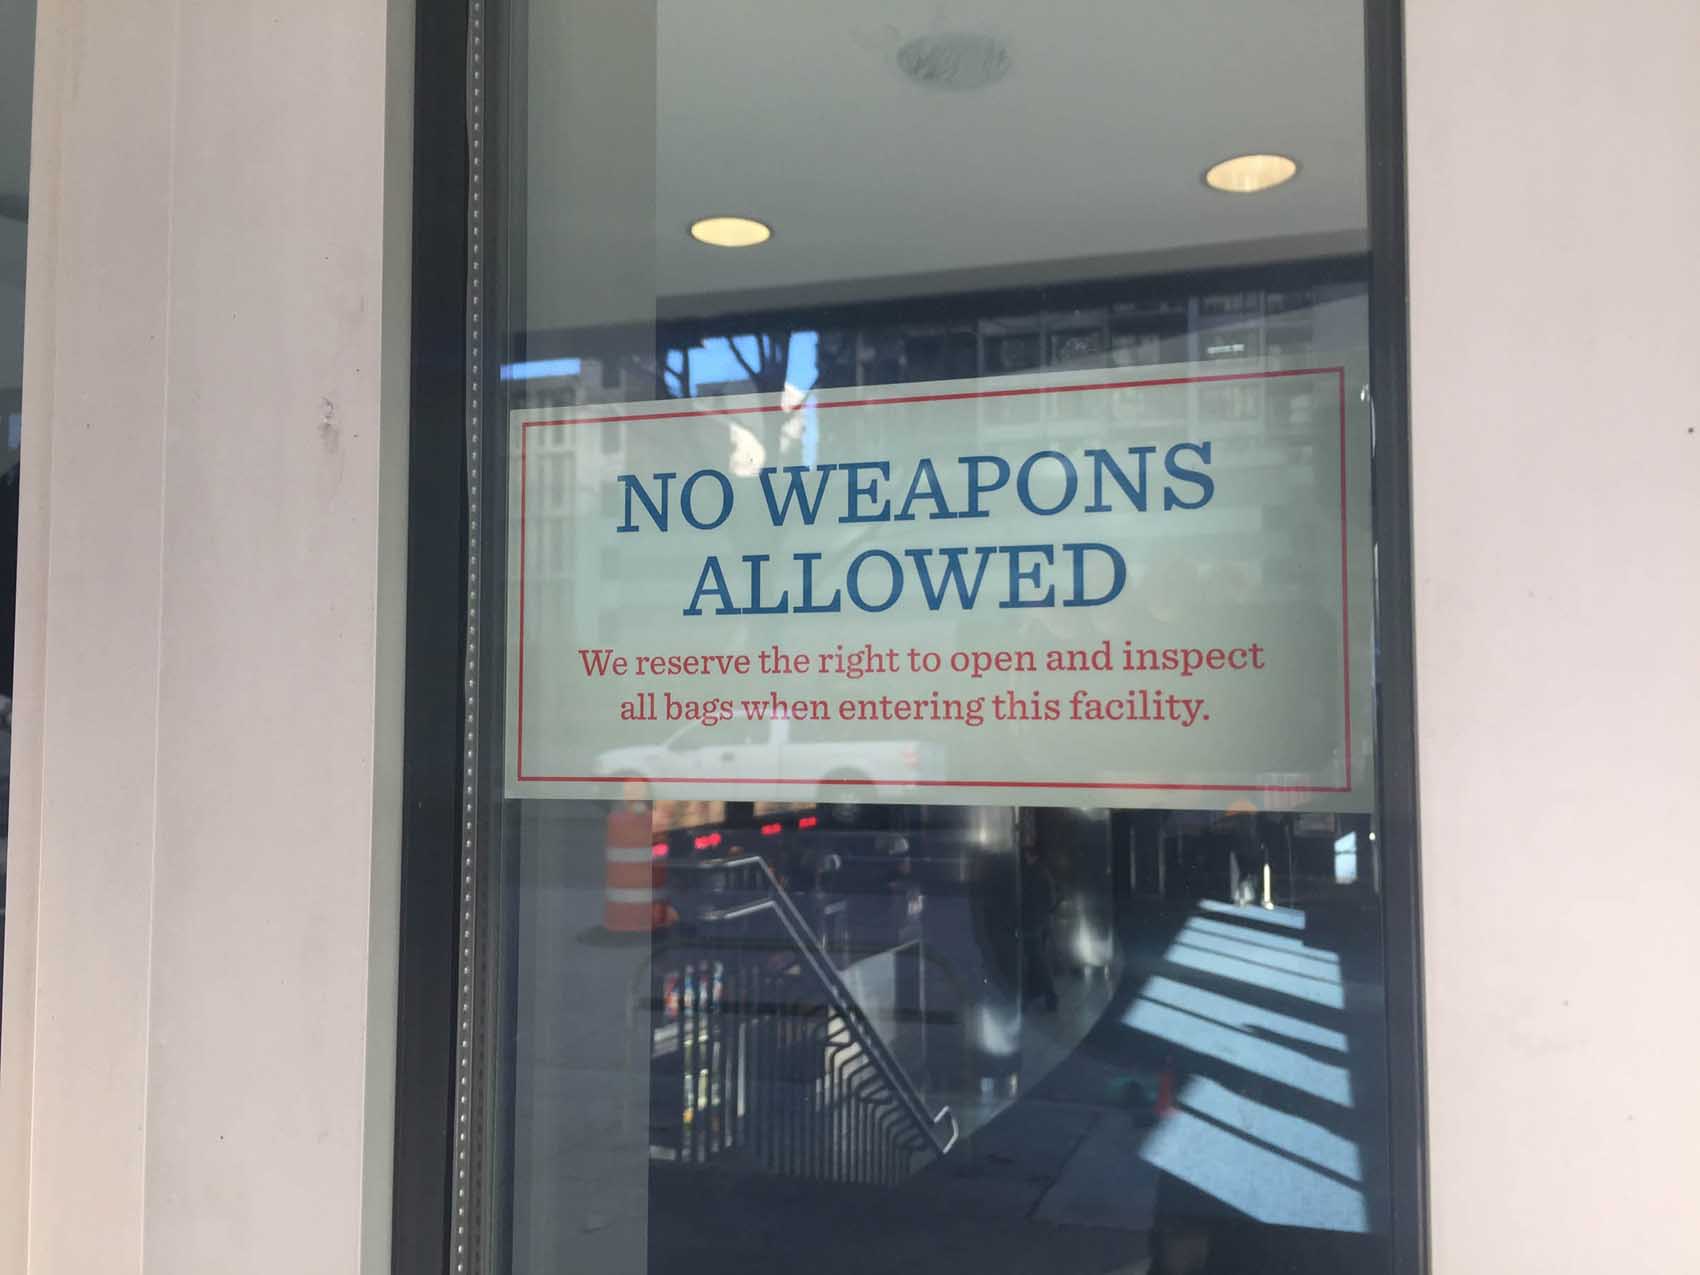 NO WEAPONS
ALLOWED
We reserve the right to open and inspect
all bags when entering this facility.